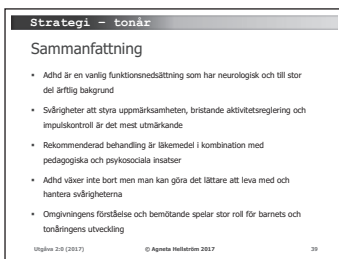 Strategi – tonår
Sammanfattning
▪ Adhd är en vanlig funktionsnedsättning som har neurologisk och till stor
del ärftlig bakgrund
▪ Svårigheter att styra uppmärksamheten, bristande aktivitetsreglering och
impulskontroll är det mest utmärkande
▪ Rekommenderad behandling är läkemedel i kombination med
pedagogiska och psykosociala insatser
▪ Adhd växer inte bort men man kan göra det lättare att leva med och
hantera svårigheterna
▪ Omgivningens förståelse och bemötande spelar stor roll för barnets och
tonåringens utveckling
Utgåva 2:0 (2017) © Agneta Hellström 2017 39